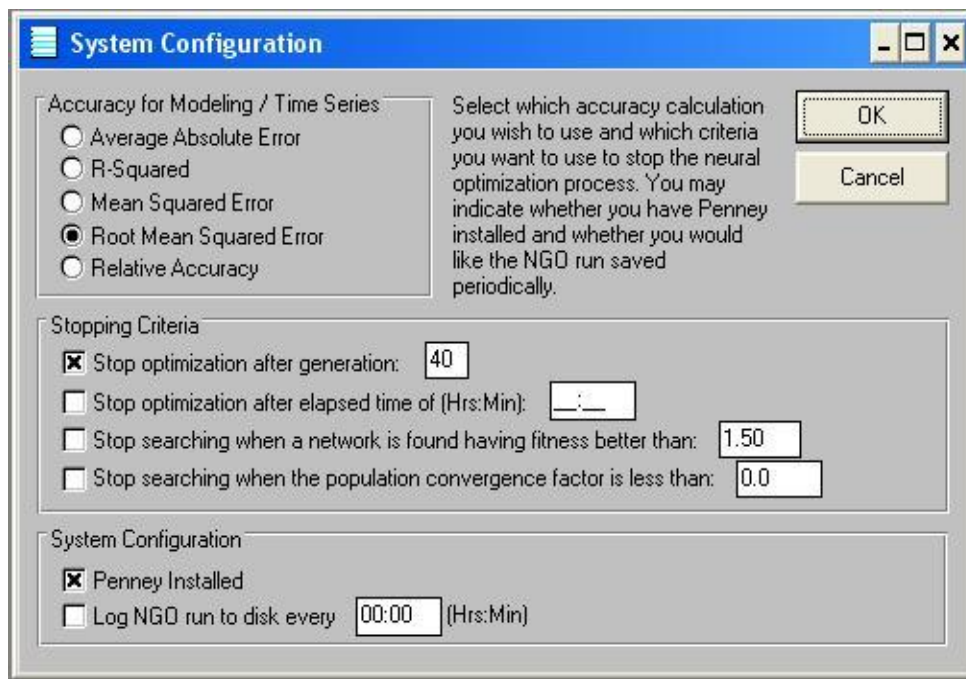 System Configuration
Accuracy for Modeling / Time Series
Average Absolute Error
R-Squared
Mean Squared Error
Root Mean Squared Error
Relative Accuracy
Select which accuracy calculation
you wish to use and which criteria
you want to use to stop the neural
optimization process. You may
indicate whether you have Penney
installed and whether you would
like the NGO run saved
periodically.
OK
Cancel
Stopping Criteria
Stop optimization after generation: 40
Stop optimization after elapsed time of (Hrs:Min): __:__
Stop searching when a network is found having fitness better than: 1.50
Stop searching when the population convergence factor is less than: 0.0
System Configuration
Penney Installed
Log NGO run to disk every 00:00 (Hrs:Min)